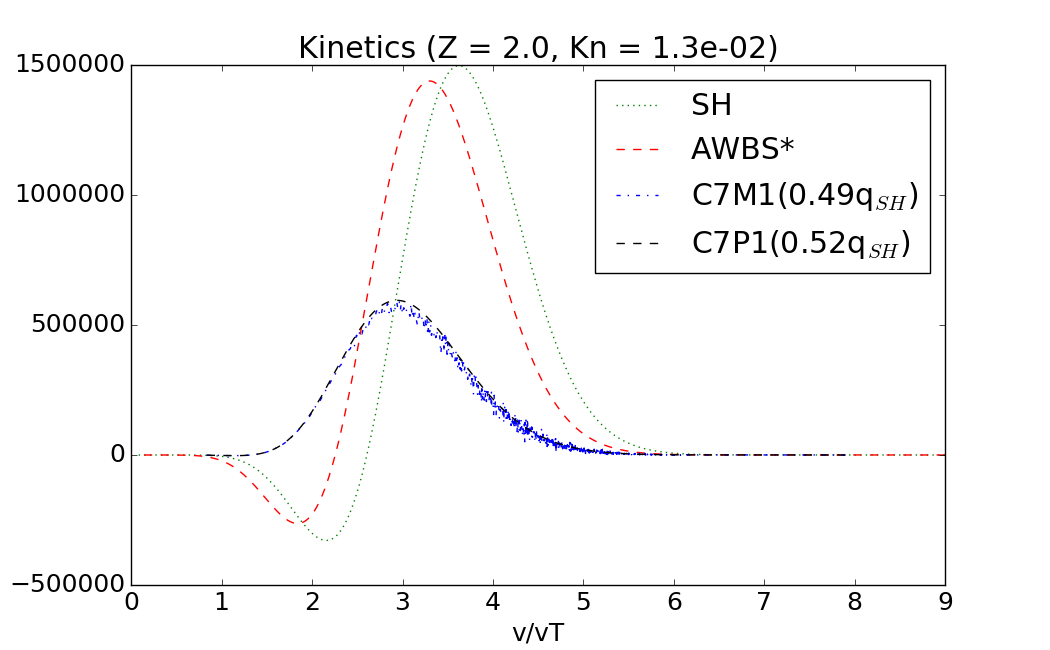 Kinetics (Z = 2.0, Kn = 1.3e-02)
1500000
1000000
500000
0
−500000
SH
AWBS*
C7M1(0.49q$_{SH}$)
C7P1(0.52q$_{SH}$)
0 1 2 3 4 5 6 7 8 9
v/vT